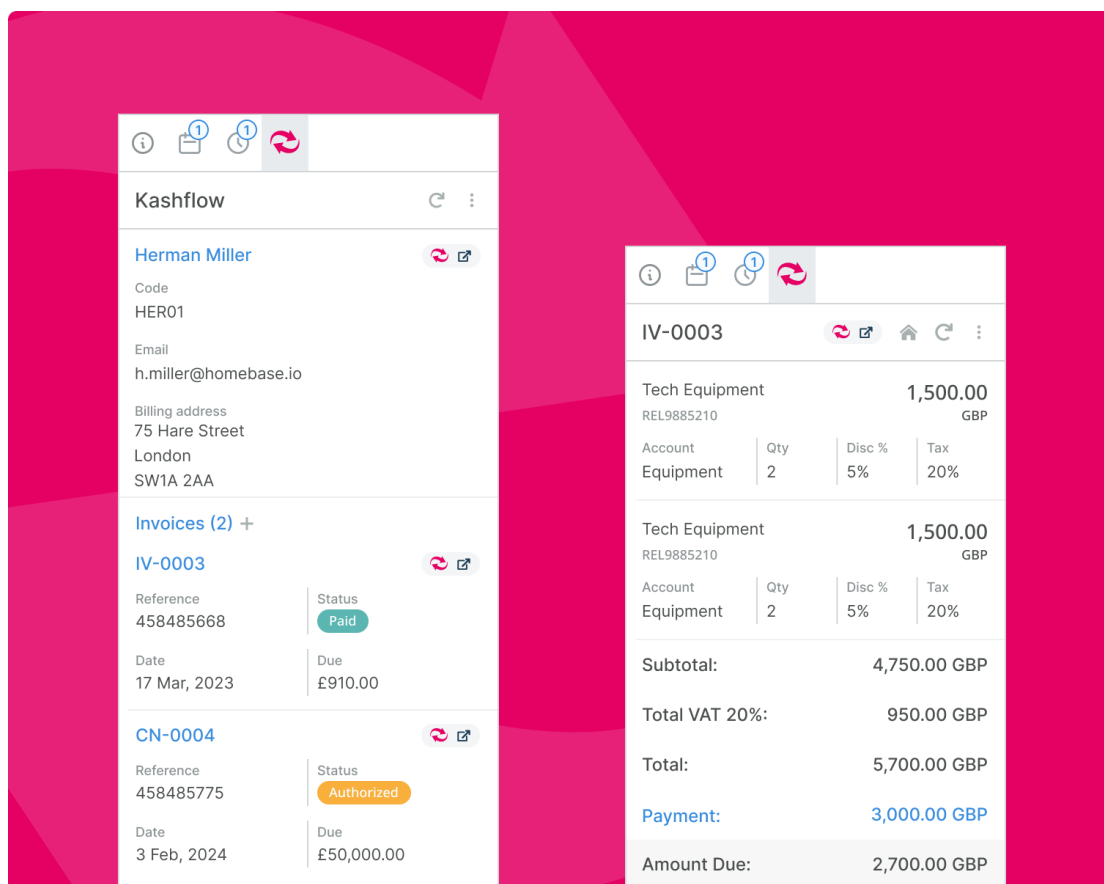 1 1
Kashflow
Herman Miller
Code
HER01
Email
h.miller@homebase.io
Billing address
75 Hare Street
London
SW1A 2AA
Invoices (2) +
IV-0003
Reference Status
458485668 Paid
Date Due
17 Mar, 2023 £910.00
CN-0004
Reference Status
458485775 Authorized
Date Due
3 Feb, 2024 £50,000.00
1 1
IV-0003
Tech Equipment 1,500.00
REL9885210 GBP
Account Qty Disc % Tax
Equipment 2 5% 20%
Tech Equipment 1,500.00
REL9885210 GBP
Account Qty Disc % Tax
Equipment 2 5% 20%
Subtotal: 4,750.00 GBP
Total VAT 20%: 950.00 GBP
Total: 5,700.00 GBP
Payment: 3,000.00 GBP
Amount Due: 2,700.00 GBP